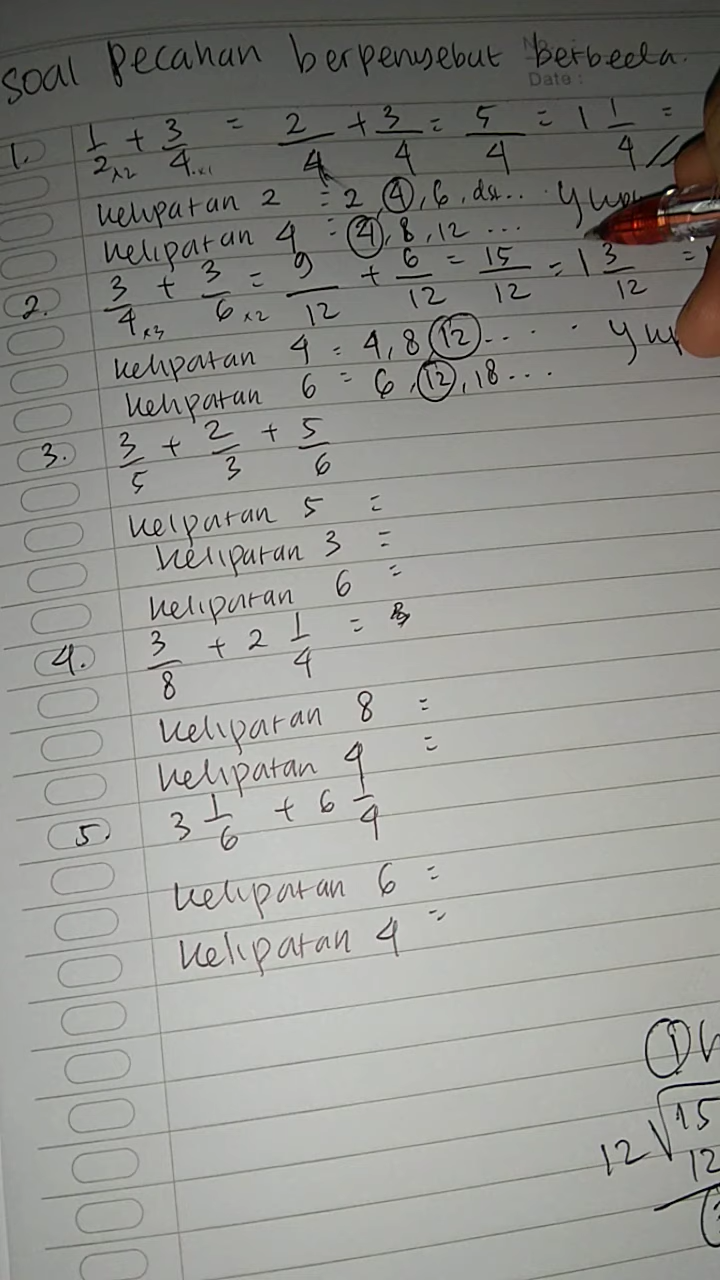 soal pecahan berpenyebut berbeda.
Date :
1. 1/2 ×2 + 3/4 ×1 = 2/4 + 3/4 = 5/4 = 1 1/4 =
kelipatan 2 = 2, 4, 6, dst...
kelipatan 4 = 4, 8, 12 ...
2. 3/4 ×3 + 3/6 ×2 = 9/12 + 6/12 = 15/12 = 1 3/12 =
kelipatan 4 = 4, 8, 12 ....
kelipatan 6 = 6, 12, 18 ...
3. 3/5 + 2/3 + 5/6
kelpatan 5 =
kelipatan 3 =
kelipatan 6 =
4. 3/8 + 2 1/4 =
kelipatan 8 =
kelipatan 4 =
5. 3 1/6 + 6 1/4
kelipatan 6 =
kelipatan 4 =
12 √15
12